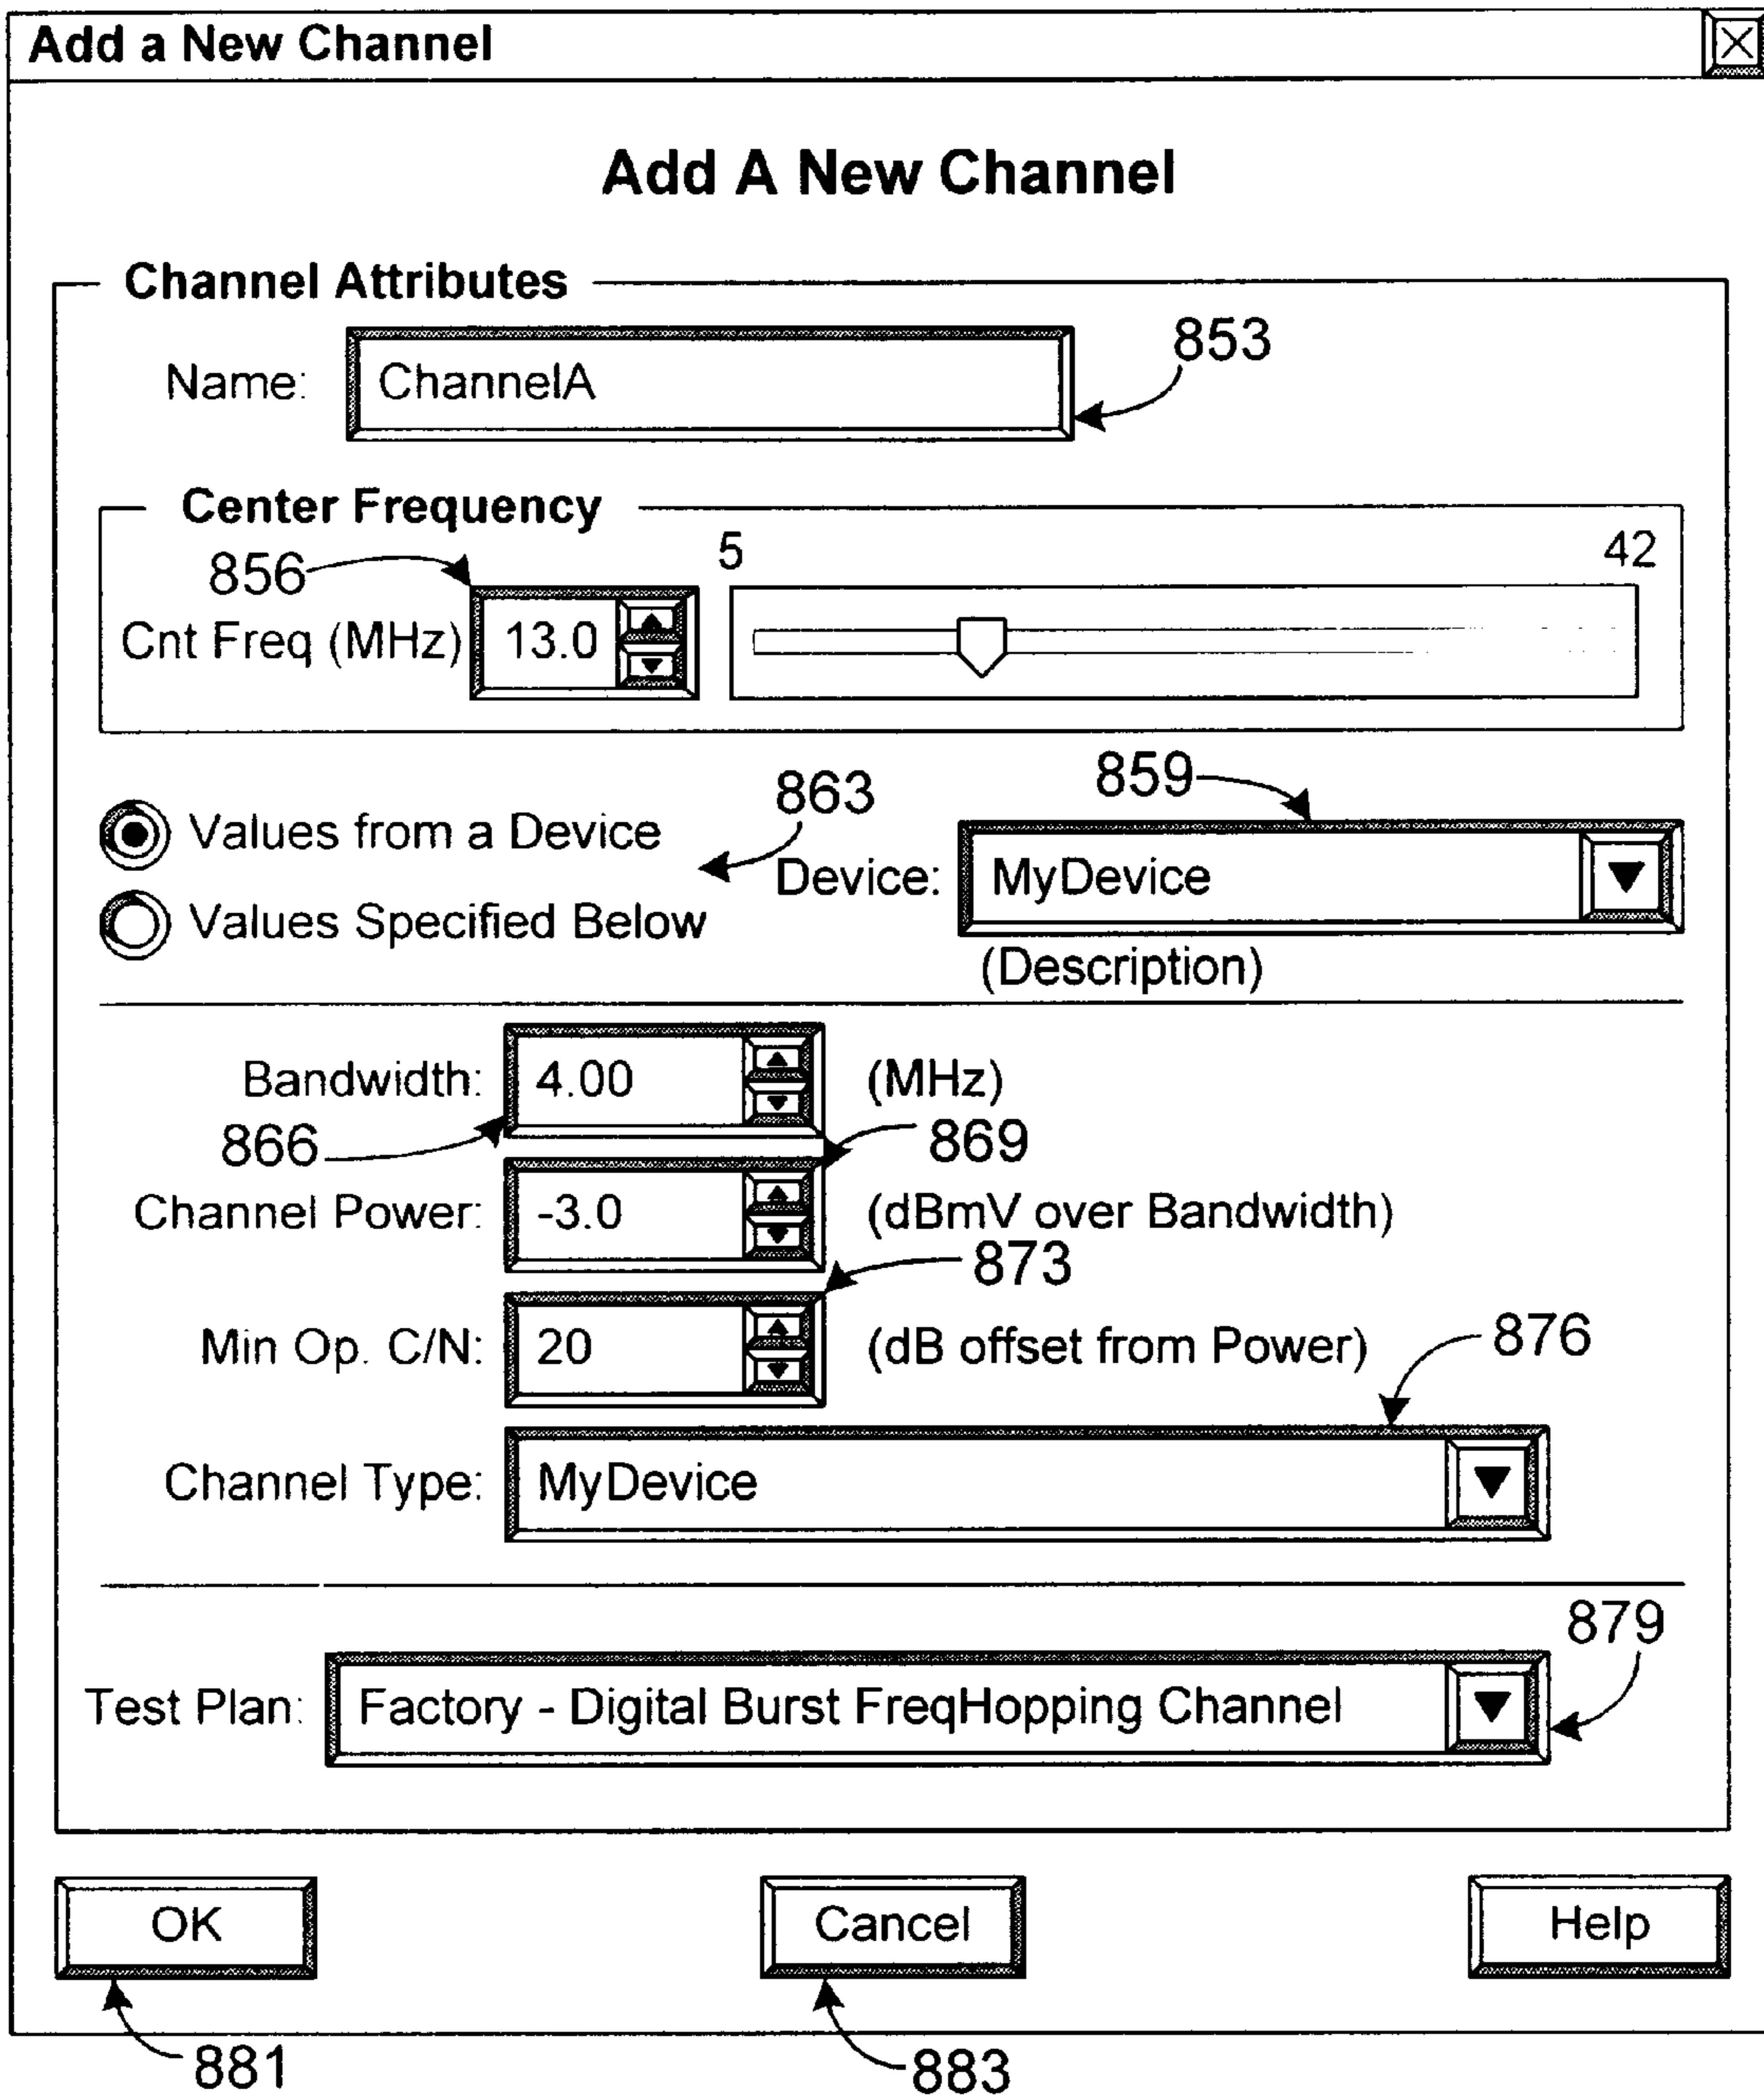 Add a New Channel
Add A New Channel
Channel Attributes
Name: ChannelA
853
Center Frequency
856
5 42
Cnt Freq (MHz) 13.0
863 859
Values from a Device
Device: MyDevice
Values Specified Below
(Description)
Bandwidth: 4.00 (MHz)
866 869
Channel Power: -3.0 (dBmV over Bandwidth)
873
Min Op. C/N: 20 (dB offset from Power) 876
Channel Type: MyDevice
879
Test Plan: Factory - Digital Burst FreqHopping Channel
OK Cancel Help
881 883